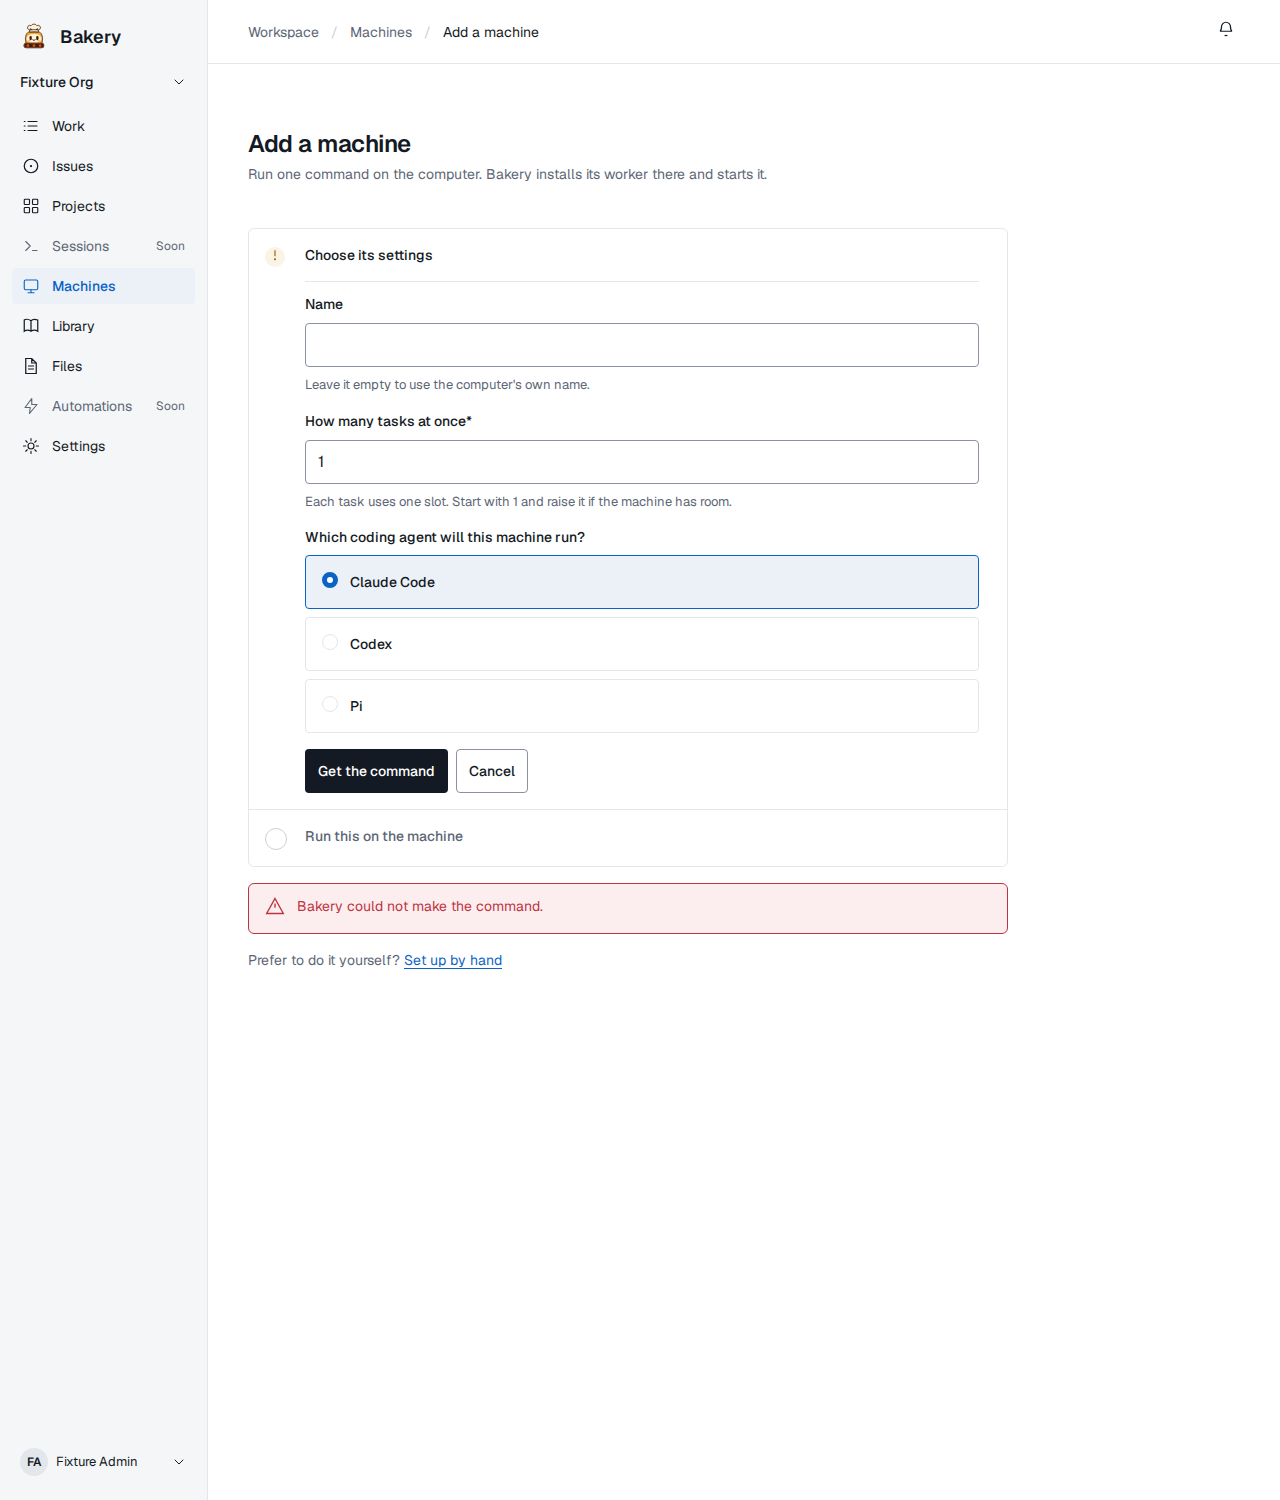 Bakery
Fixture Org
Work
Issues
Projects
Sessions Soon
Machines
Library
Files
Automations Soon
Settings
FA Fixture Admin
Workspace / Machines / Add a machine
Add a machine
Run one command on the computer. Bakery installs its worker there and starts it.
! Choose its settings
Name
Leave it empty to use the computer's own name.
How many tasks at once*
1
Each task uses one slot. Start with 1 and raise it if the machine has room.
Which coding agent will this machine run?
Claude Code
Codex
Pi
Get the command Cancel
Run this on the machine
Bakery could not make the command.
Prefer to do it yourself? Set up by hand